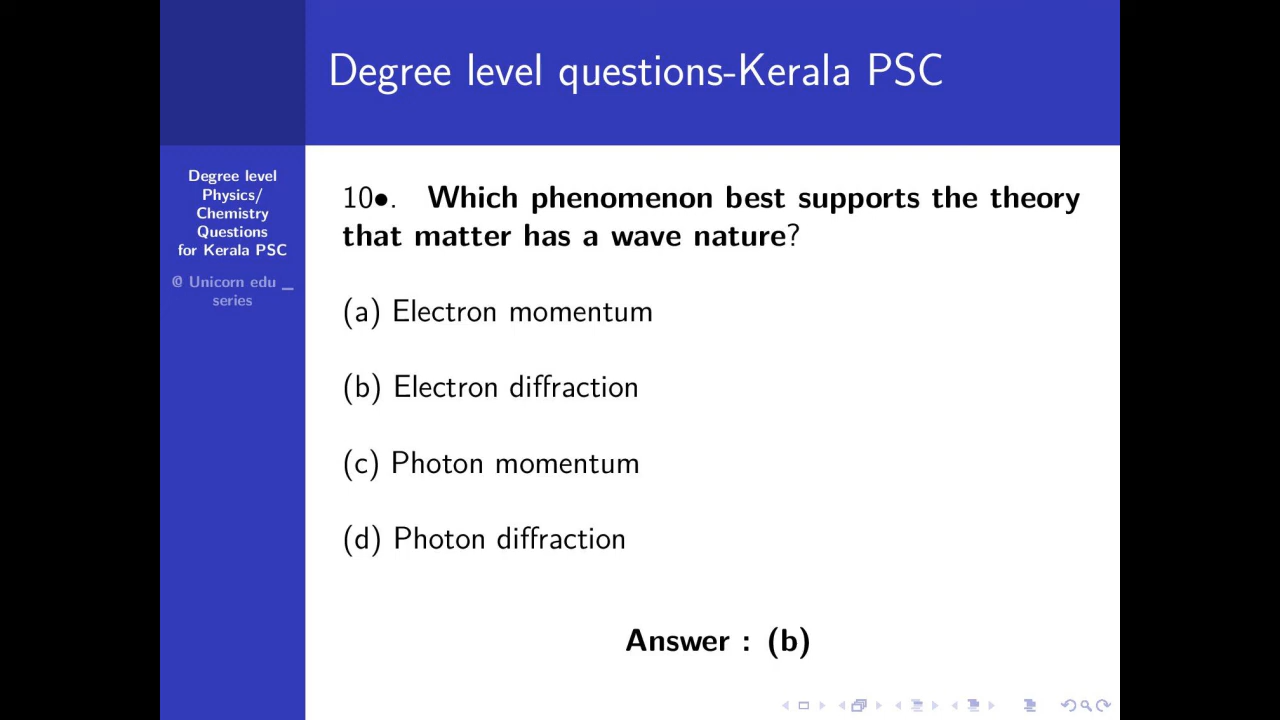 Degree level questions-Kerala PSC
Degree level
Physics/
Chemistry
Questions
for Kerala PSC
@ Unicorn edu _
series
10●. Which phenomenon best supports the theory
that matter has a wave nature?
(a) Electron momentum
(b) Electron diffraction
(c) Photon momentum
(d) Photon diffraction
Answer : (b)